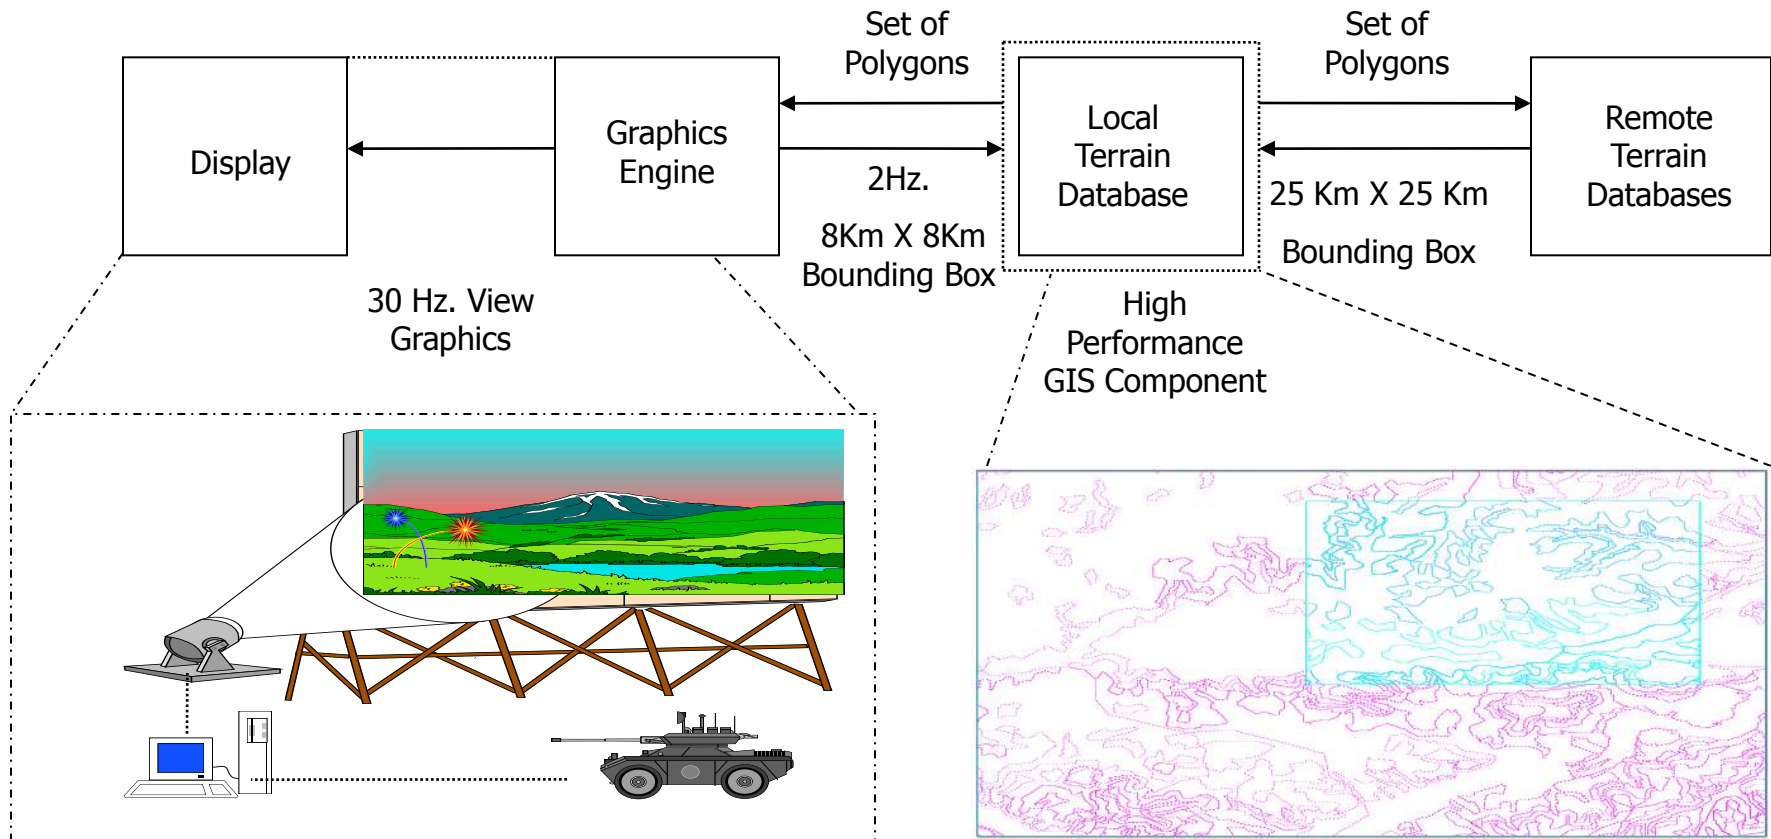 Set of
Polygons
Set of
Polygons
Display
Graphics
Engine
Local
Terrain
Database
Remote
Terrain
Databases
2Hz.
8Km X 8Km
Bounding Box
25 Km X 25 Km
Bounding Box
30 Hz. View
Graphics
High
Performance
GIS Component